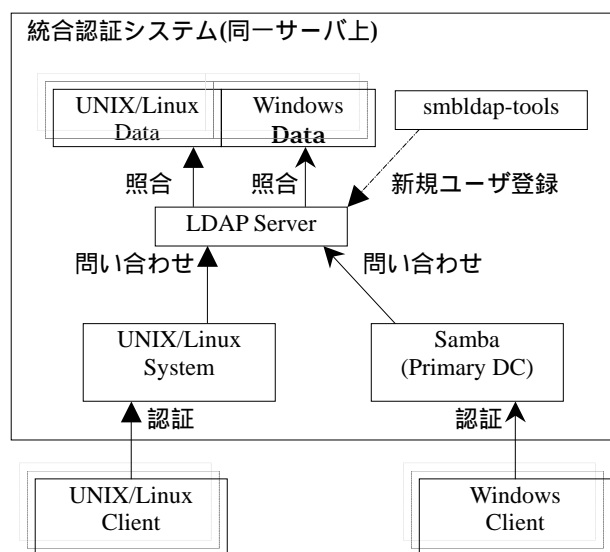 統合認証システム(同一サーバ上)
UNIX/Linux
Data
Windows
Data
smbldap-tools
照合
照合
新規ユーザ登録
LDAP Server
問い合わせ
問い合わせ
UNIX/Linux
System
Samba
(Primary DC)
認証
認証
UNIX/Linux
Client
Windows
Client